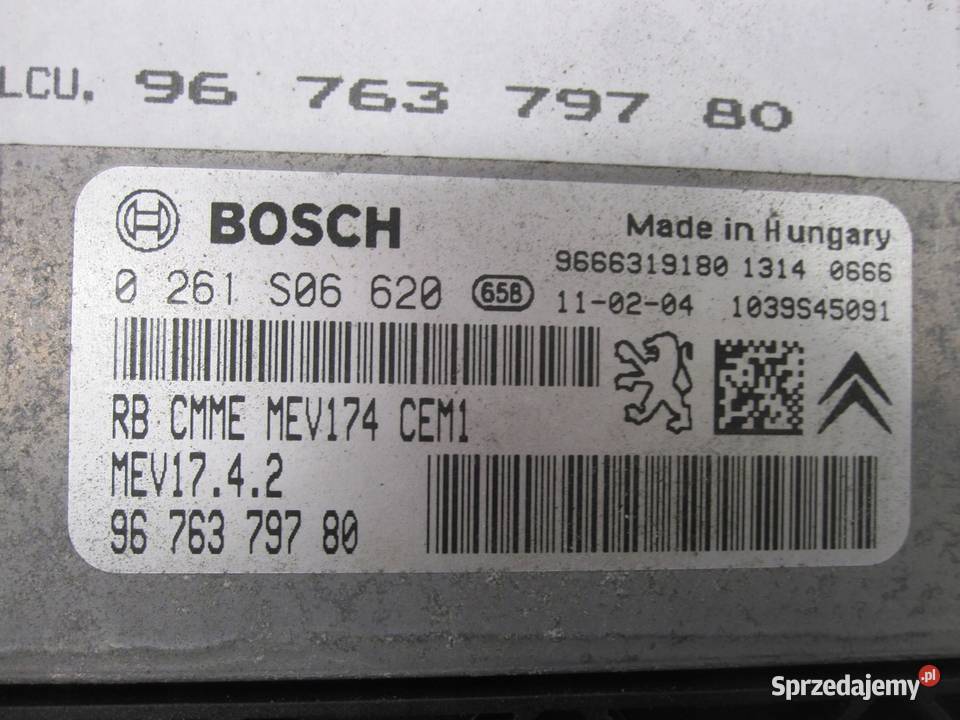 LCU. 96 763 797 80
BOSCH
Made in Hungary
0 261 S06 620 658
9666319180 1314 0666
11-02-04 1039S45091
RB CMME MEV174 CEM1
MEV17.4.2
96 763 797 80
Sprzedajemy.pl